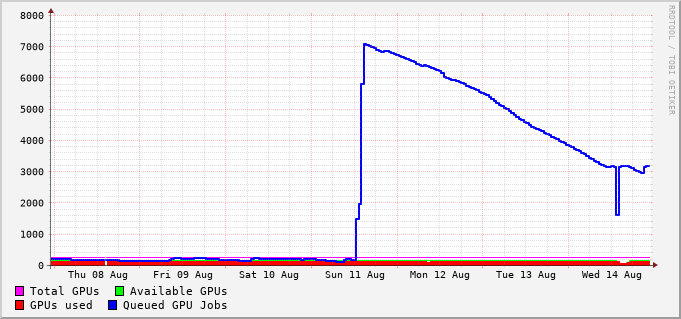 8000
7000
6000
5000
4000
3000
2000
1000
0
Thu 08 Aug Fri 09 Aug Sat 10 Aug Sun 11 Aug Mon 12 Aug Tue 13 Aug Wed 14 Aug
Total GPUs Available GPUs
GPUs used Queued GPU Jobs
RRDTOOL / TOBI OETIKER